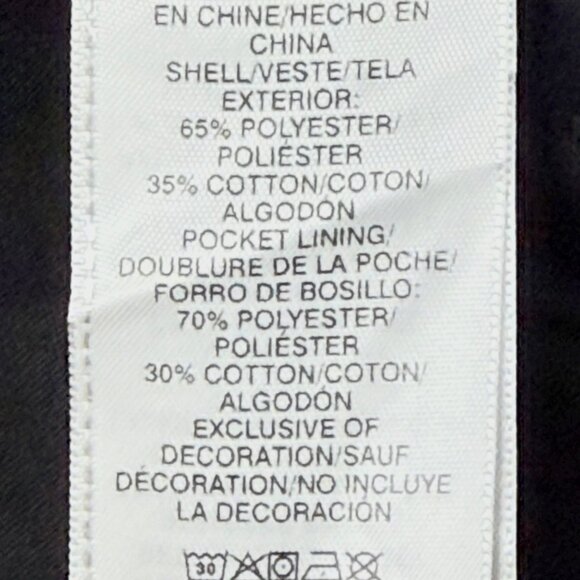 EN CHINE/HECHO EN
CHINA
SHELL/VESTE/TELA
EXTERIOR:
65% POLYESTER/
POLIÉSTER
35% COTTON/COTON/
ALGODÓN
POCKET LINING/
DOUBLURE DE LA POCHE/
FORRO DE BOSILLO:
70% POLYESTER/
POLIÉSTER
30% COTTON/COTON/
ALGODÓN
EXCLUSIVE OF
DECORATION/SAUF
DÉCORATION/NO INCLUYE
LA DECORACIÓN
30